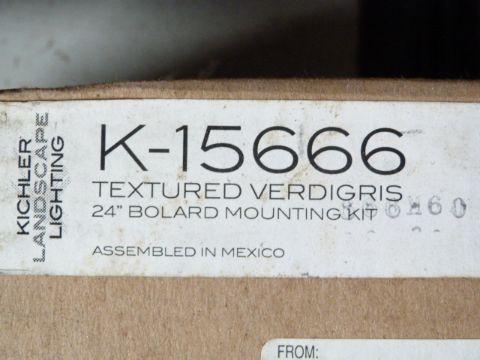 KICHLER
LANDSCAPE
LIGHTING
K-15666
TEXTURED VERDIGRIS
24" BOLARD MOUNTING KIT
ASSEMBLED IN MEXICO
FROM: